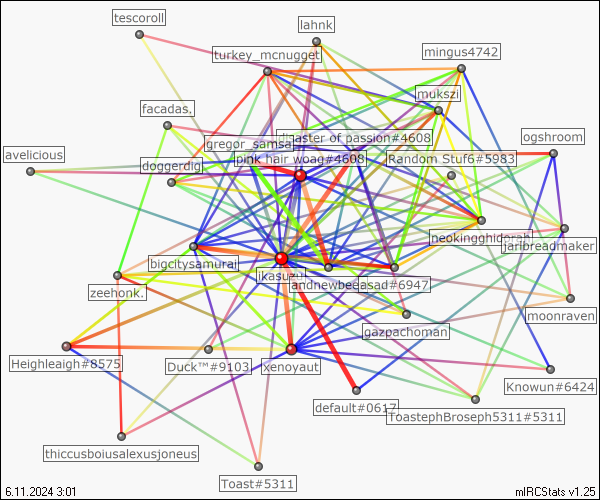 tescoroll
lahnk
turkey_mcnugget
mingus4742
mukszi
facadas.
ogshroom
gregor_samsa
disaster of passion#4608
avelicious
doggerdig
pink hair woag#4608
Random Stuf6#5983
neokingghidorah
jarlbreadmaker
bigcitysamurai
ikasuzu
andnewbeeasad#6947
zeehonk.
moonraven
gazpachoman
Heighleigh#8575
Duck™#9103
xenoyaut
Knowun#6424
default#0617
ToastephBroseph5311#5311
thiccusboiusalexusjoneus
Toast#5311
6.11.2024 3:01
mIRCStats v1.25